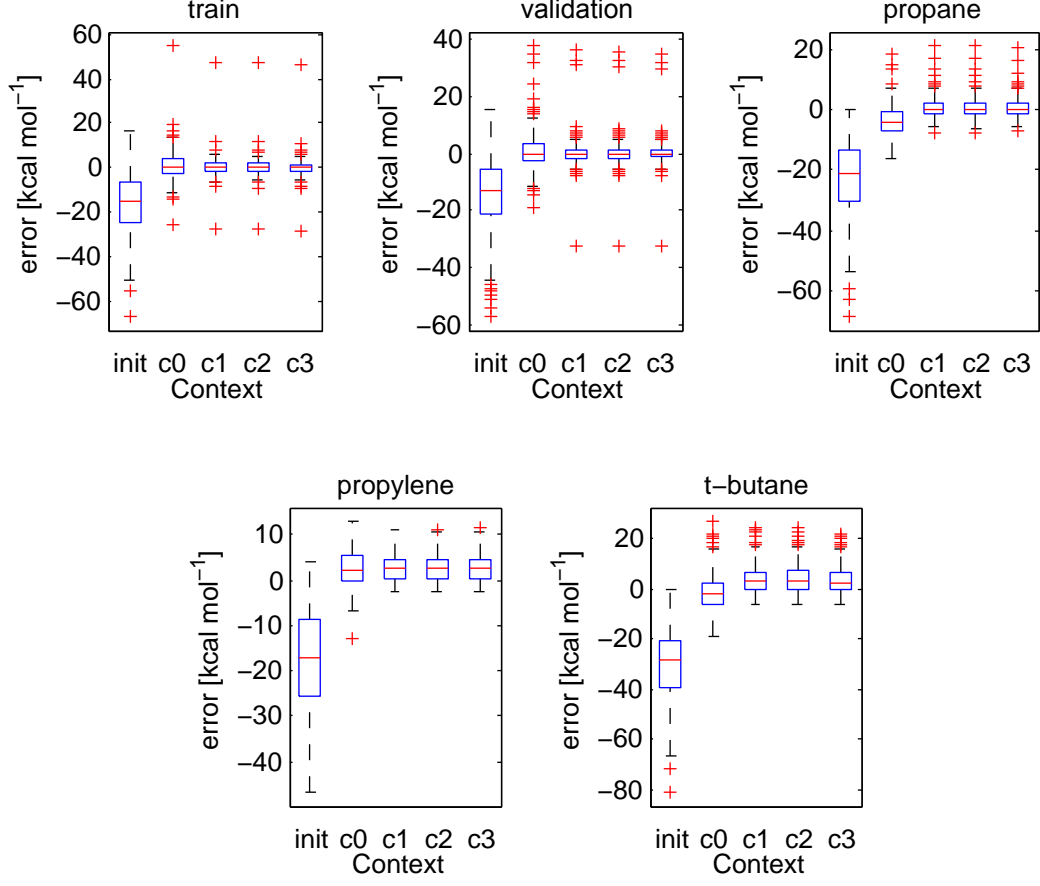 train
error [kcal mol−1]
60
40
20
0
−20
−40
−60
init c0 c1 c2 c3
Context
validation
error [kcal mol−1]
40
20
0
−20
−40
−60
init c0 c1 c2 c3
Context
propane
error [kcal mol−1]
20
0
−20
−40
−60
init c0 c1 c2 c3
Context
propylene
error [kcal mol−1]
10
0
−10
−20
−30
−40
init c0 c1 c2 c3
Context
t−butane
error [kcal mol−1]
20
0
−20
−40
−60
−80
init c0 c1 c2 c3
Context